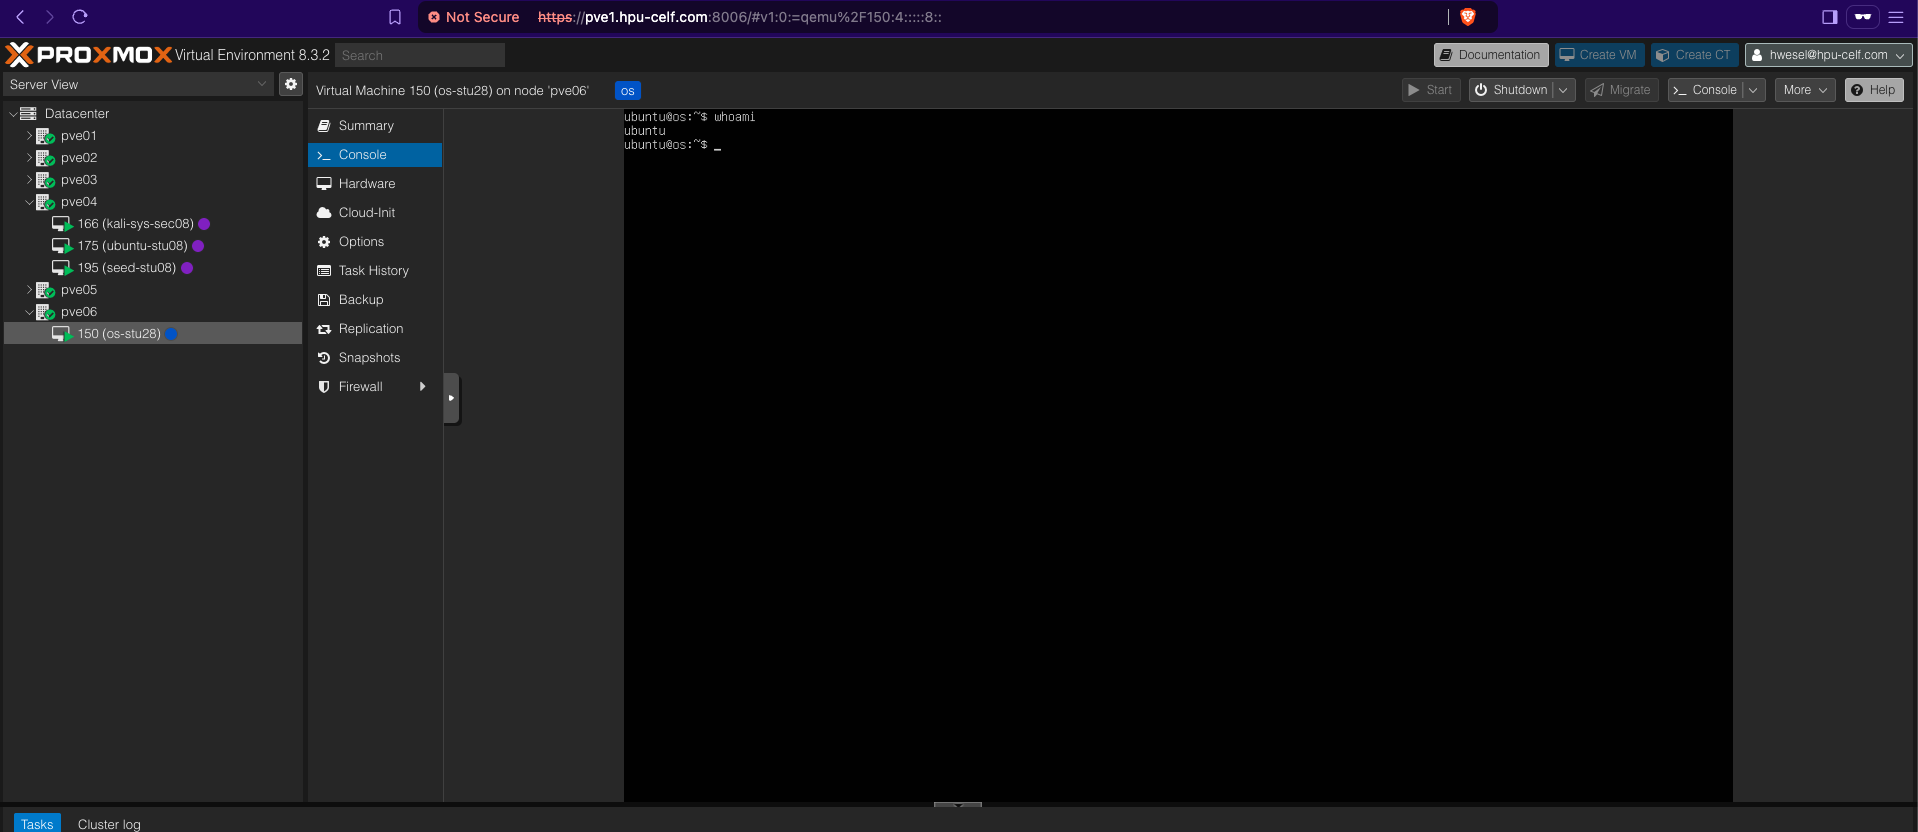 Not Secure https://pve1.hpu-celf.com:8006/#v1:0:=qemu%2F150:4:::::8::
PROXMOX Virtual Environment 8.3.2 Search Documentation Create VM Create CT hwesel@hpu-celf.com
Server View
Virtual Machine 150 (os-stu28) on node 'pve06' os Start Shutdown Migrate Console More Help
Datacenter
pve01
pve02
pve03
pve04
166 (kali-sys-sec08)
175 (ubuntu-stu08)
195 (seed-stu08)
pve05
pve06
150 (os-stu28)
Summary
Console
Hardware
Cloud-Init
Options
Task History
Backup
Replication
Snapshots
Firewall
ubuntu@os:~$ whoami
ubuntu
ubuntu@os:~$ _
Tasks Cluster log